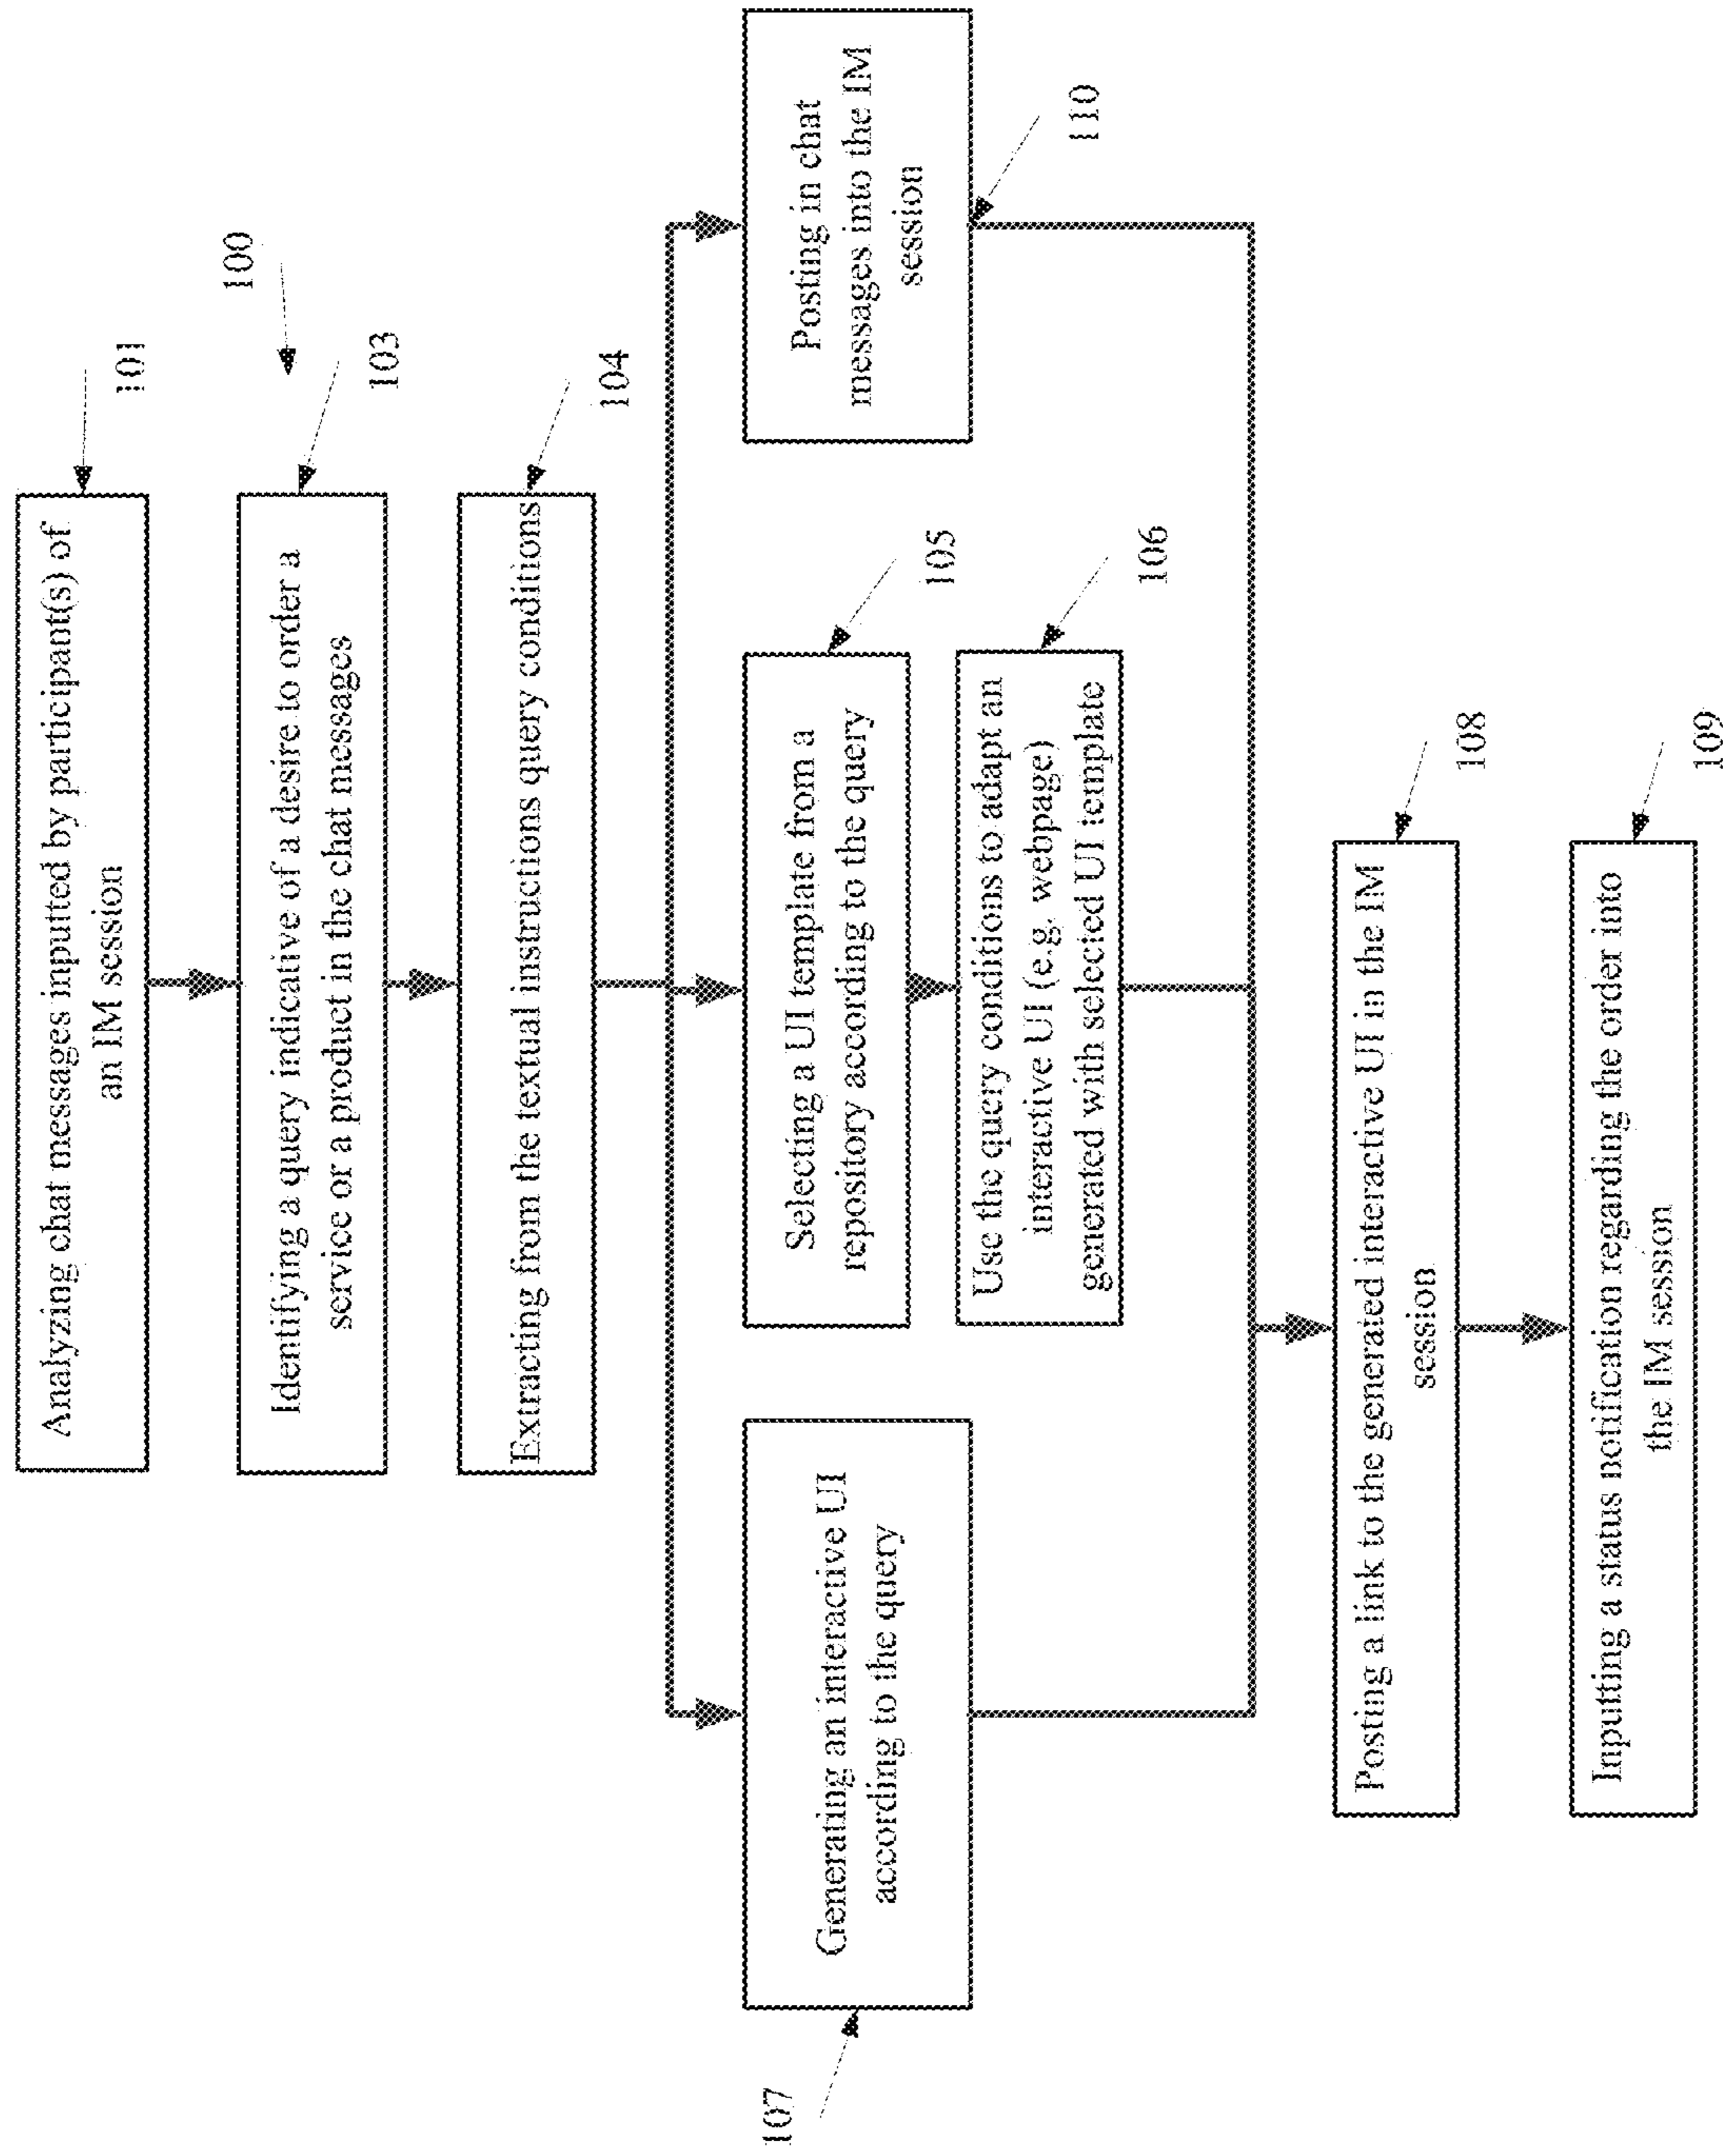 100
Analyzing chat messages inputted by participant(s) of
an IM session
101
Identifying a query indicative of a desire to order a
service or a product in the chat messages
103
Extracting from the textual instructions query conditions
104
107
Generating an interactive UI
according to the query
Selecting a UI template from a
repository according to the query
105
Use the query conditions to adapt an
interactive UI (e.g. webpage)
generated with selected UI template
106
Posting in chat
messages into the IM
session
110
Posting a link to the generated interactive UI in the IM
session
108
Inputting a status notification regarding the order into
the IM session
109